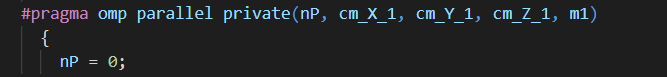 #pragma omp parallel private(nP, cm_X_1, cm_Y_1, cm_Z_1, m1)
{
nP = 0;